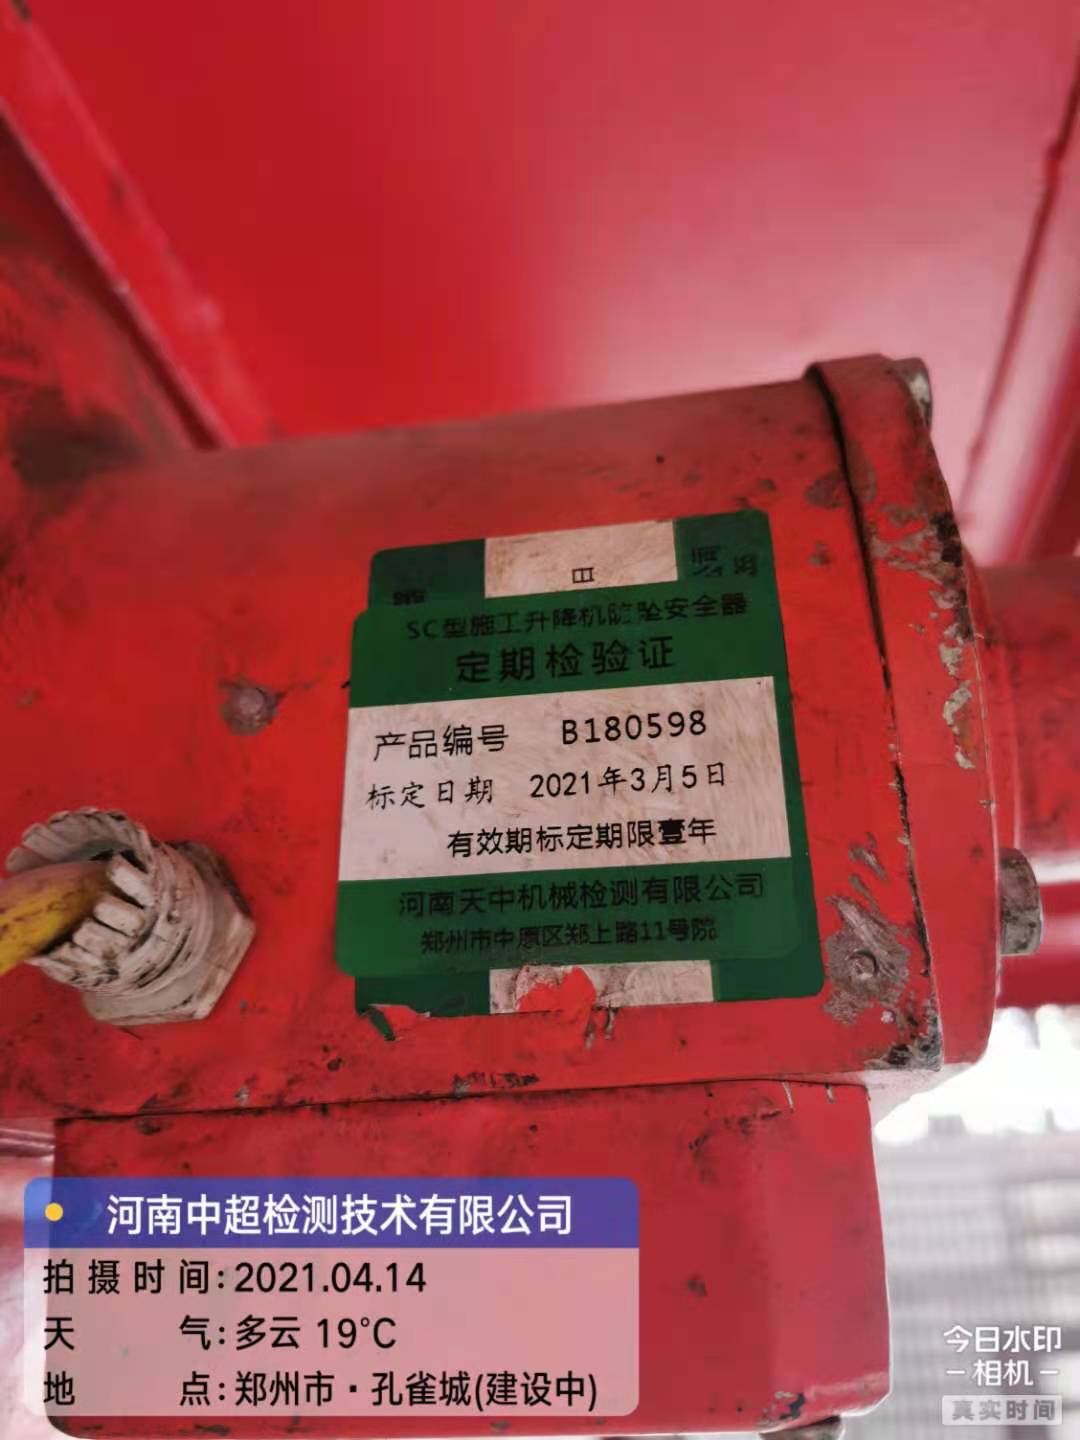 日
SC型施工升降机防坠安全器
定期检验证
产品编号 B180598
标定日期 2021年3月5日
有效期标定期限壹年
河南天中机械检测有限公司
郑州市中原区郑上路11号院
河南中超检测技术有限公司
拍摄时间:2021.04.14
天气:多云 19℃
地点:郑州市·孔雀城(建设中)
今日水印
-相机-
真实时间